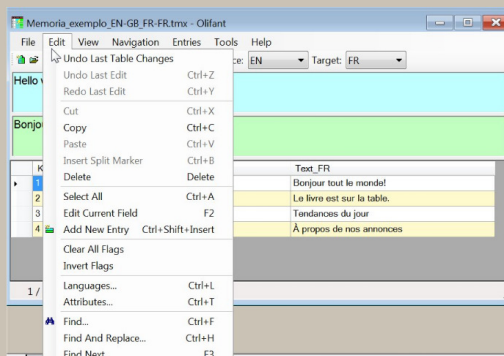 Memoria_exemplo_EN-GB_FR-FR.tmx - Olifant
File Edit View Navigation Entries Tools Help
Undo Last Table Changes
EN Target: FR
Undo Last Edit Ctrl+Z
Hello
Redo Last Edit Ctrl+Y
Cut Ctrl+X
Copy Ctrl+C
Paste Ctrl+V
Insert Split Marker Ctrl+B
Delete Delete
Text_FR
Select All Ctrl+A
1 Bonjour tout le monde!
2 Le livre est sur la table.
Edit Current Field F2
3 Tendances du jour
Add New Entry Ctrl+Shift+Insert
4 À propos de nos annonces
Clear All Flags
Invert Flags
Languages... Ctrl+L
1 /
Attributes... Ctrl+T
Find... Ctrl+F
Find And Replace... Ctrl+H
Find Next F3